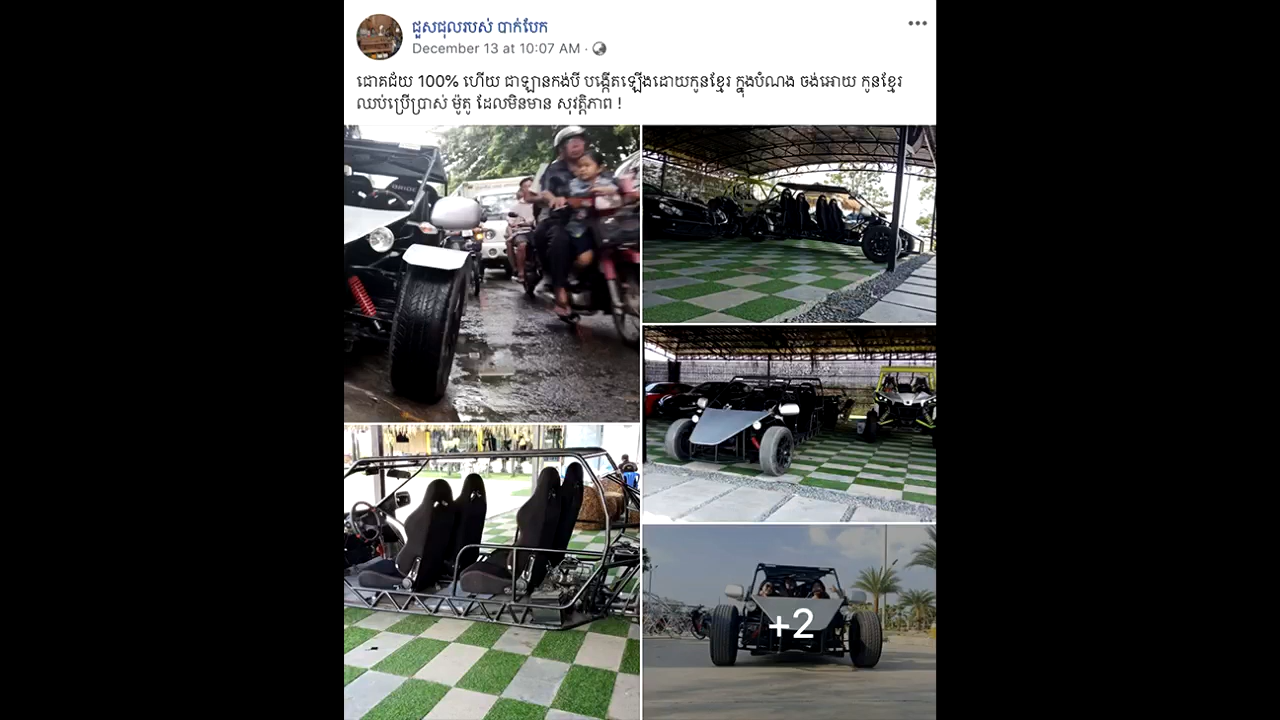 ជួសជុលរបស់ បាក់បែក
December 13 at 10:07 AM ·
ជោគជ័យ 100% ហើយ ជាឡានកង់បី បង្កើតឡើងដោយកូនខ្មែរ ក្នុងបំណង ចង់អោយ កូនខ្មែរ
ឈប់ប្រើប្រាស់ ម៉ូតូ ដែលមិនមាន សុវត្ថិភាព !
+2